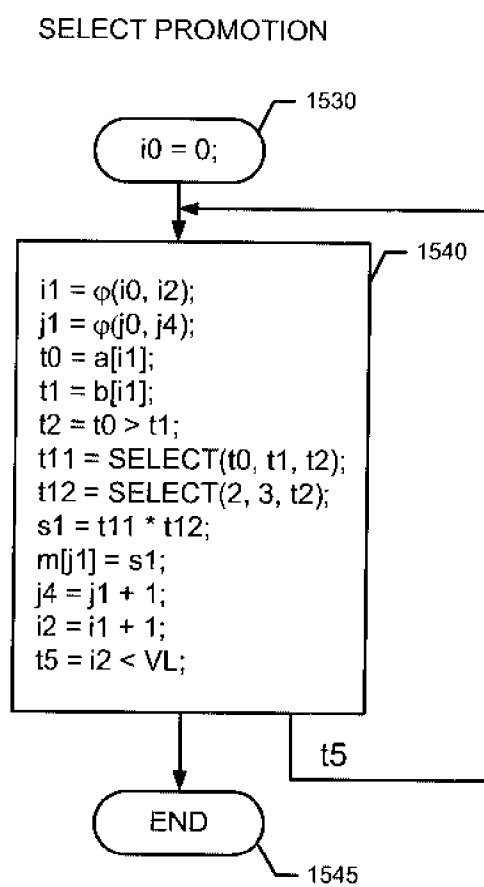 SELECT PROMOTION
1530
i0 = 0;
1540
i1 = φ(i0, i2);
j1 = φ(j0, j4);
t0 = a[i1];
t1 = b[i1];
t2 = t0 > t1;
t11 = SELECT(t0, t1, t2);
t12 = SELECT(2, 3, t2);
s1 = t11 * t12;
m[j1] = s1;
j4 = j1 + 1;
i2 = i1 + 1;
t5 = i2 < VL;
t5
END
1545